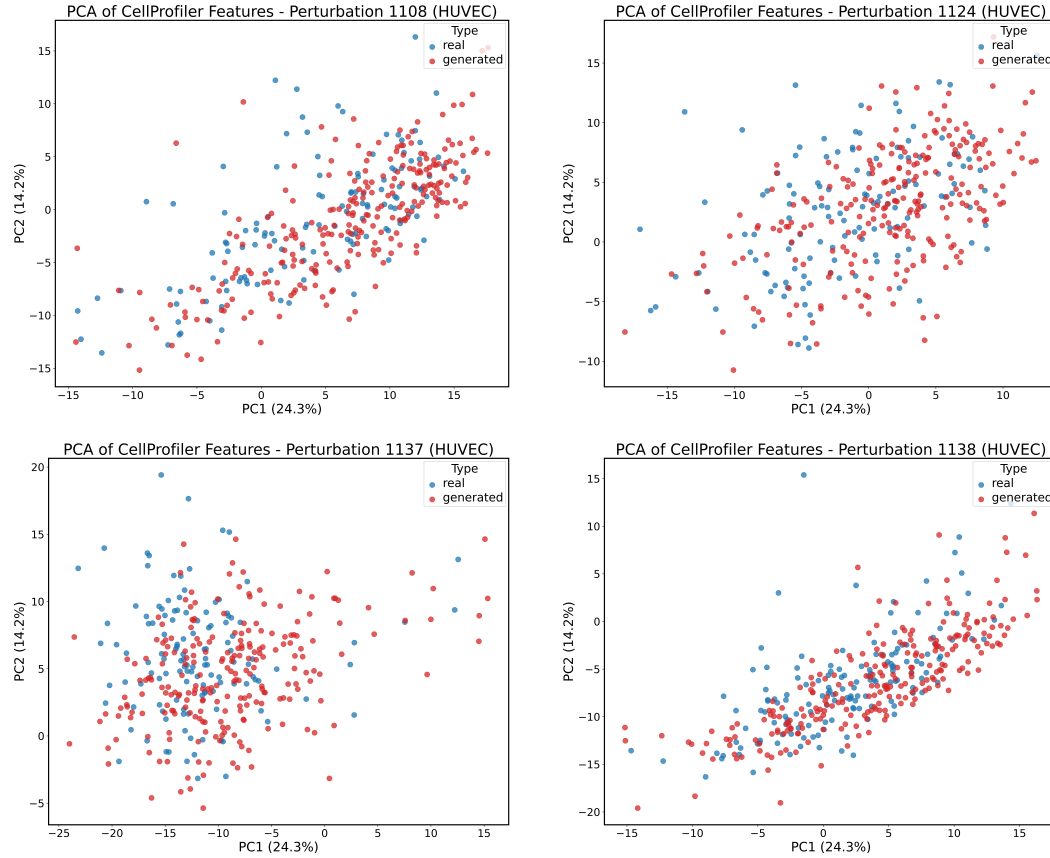 PCA of CellProfiler Features - Perturbation 1108 (HUVEC)
Type
real
generated
15
10
5
0
−5
−10
−15
PC2 (14.2%)
−15
−10
−5
0
5
10
15
PC1 (24.3%)
PCA of CellProfiler Features - Perturbation 1124 (HUVEC)
Type
real
generated
15
10
5
0
−5
−10
PC2 (14.2%)
−15
−10
−5
0
5
10
PC1 (24.3%)
PCA of CellProfiler Features - Perturbation 1137 (HUVEC)
Type
real
generated
20
15
10
5
0
−5
PC2 (14.2%)
−25
−20
−15
−10
−5
0
5
10
15
PC1 (24.3%)
PCA of CellProfiler Features - Perturbation 1138 (HUVEC)
Type
real
generated
15
10
5
0
−5
−10
−15
−20
PC2 (14.2%)
−15
−10
−5
0
5
10
15
PC1 (24.3%)